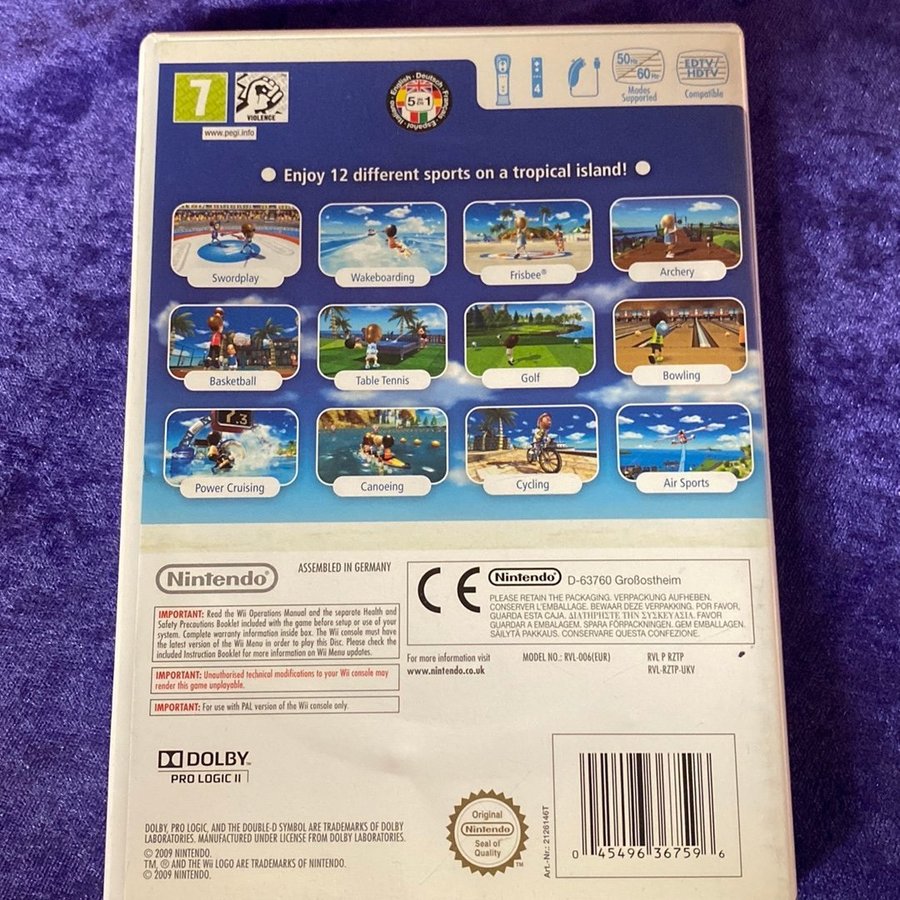 7
VIOLENCE
www.pegi.info
English · Deutsch · Français · Español · Italiano
5 IN 1
4
50Hz
60Hz
Modes
Supported
EDTV/
HDTV
Compatible
Enjoy 12 different sports on a tropical island!
Swordplay
Wakeboarding
Frisbee®
Archery
Basketball
Table Tennis
Golf
Bowling
Power Cruising
Canoeing
Cycling
Air Sports
Nintendo®
ASSEMBLED IN GERMANY
IMPORTANT: Read the Wii Operations Manual and the separate Health and
Safety Precautions Booklet included with the game before setup or use of your
system. Complete warranty information inside box. The Wii console must have
the latest version of the Wii Menu in order to play this Disc. Please check the
included Instruction Booklet for more information on Wii Menu updates.
IMPORTANT: Unauthorised technical modifications to your Wii console may
render this game unplayable.
IMPORTANT: For use with PAL version of the Wii console only.
CE Nintendo® D-63760 Großostheim
PLEASE RETAIN THE PACKAGING. VERPACKUNG AUFHEBEN.
CONSERVER L'EMBALLAGE. BEWAAR DEZE VERPAKKING. POR FAVOR,
GUARDA ESTA CAJA. ΔΙΑΤΗΡΗΣΤΕ ΤΗΝ ΣΥΣΚΕΥΑΣΙΑ. FAVOR
GUARDAR A EMBALAGEM. SPARA FÖRPACKNINGEN. GEM EMBALLAGEN.
SÄILYTÄ PAKKAUS. CONSERVARE QUESTA CONFEZIONE.
For more information visit
www.nintendo.co.uk
MODEL NO.: RVL-006(EUR)
RVL P RZTP
RVL-RZTP-UKV
DOLBY
PRO LOGIC II
DOLBY, PRO LOGIC, AND THE DOUBLE-D SYMBOL ARE TRADEMARKS OF DOLBY
LABORATORIES. MANUFACTURED UNDER LICENSE FROM DOLBY LABORATORIES.
© 2009 NINTENDO.
TM, ® AND THE Wii LOGO ARE TRADEMARKS OF NINTENDO.
© 2009 NINTENDO.
Original
Nintendo
Seal of
Quality
TM
Art.-Nr.: 2126146T
0 45496 36759 6